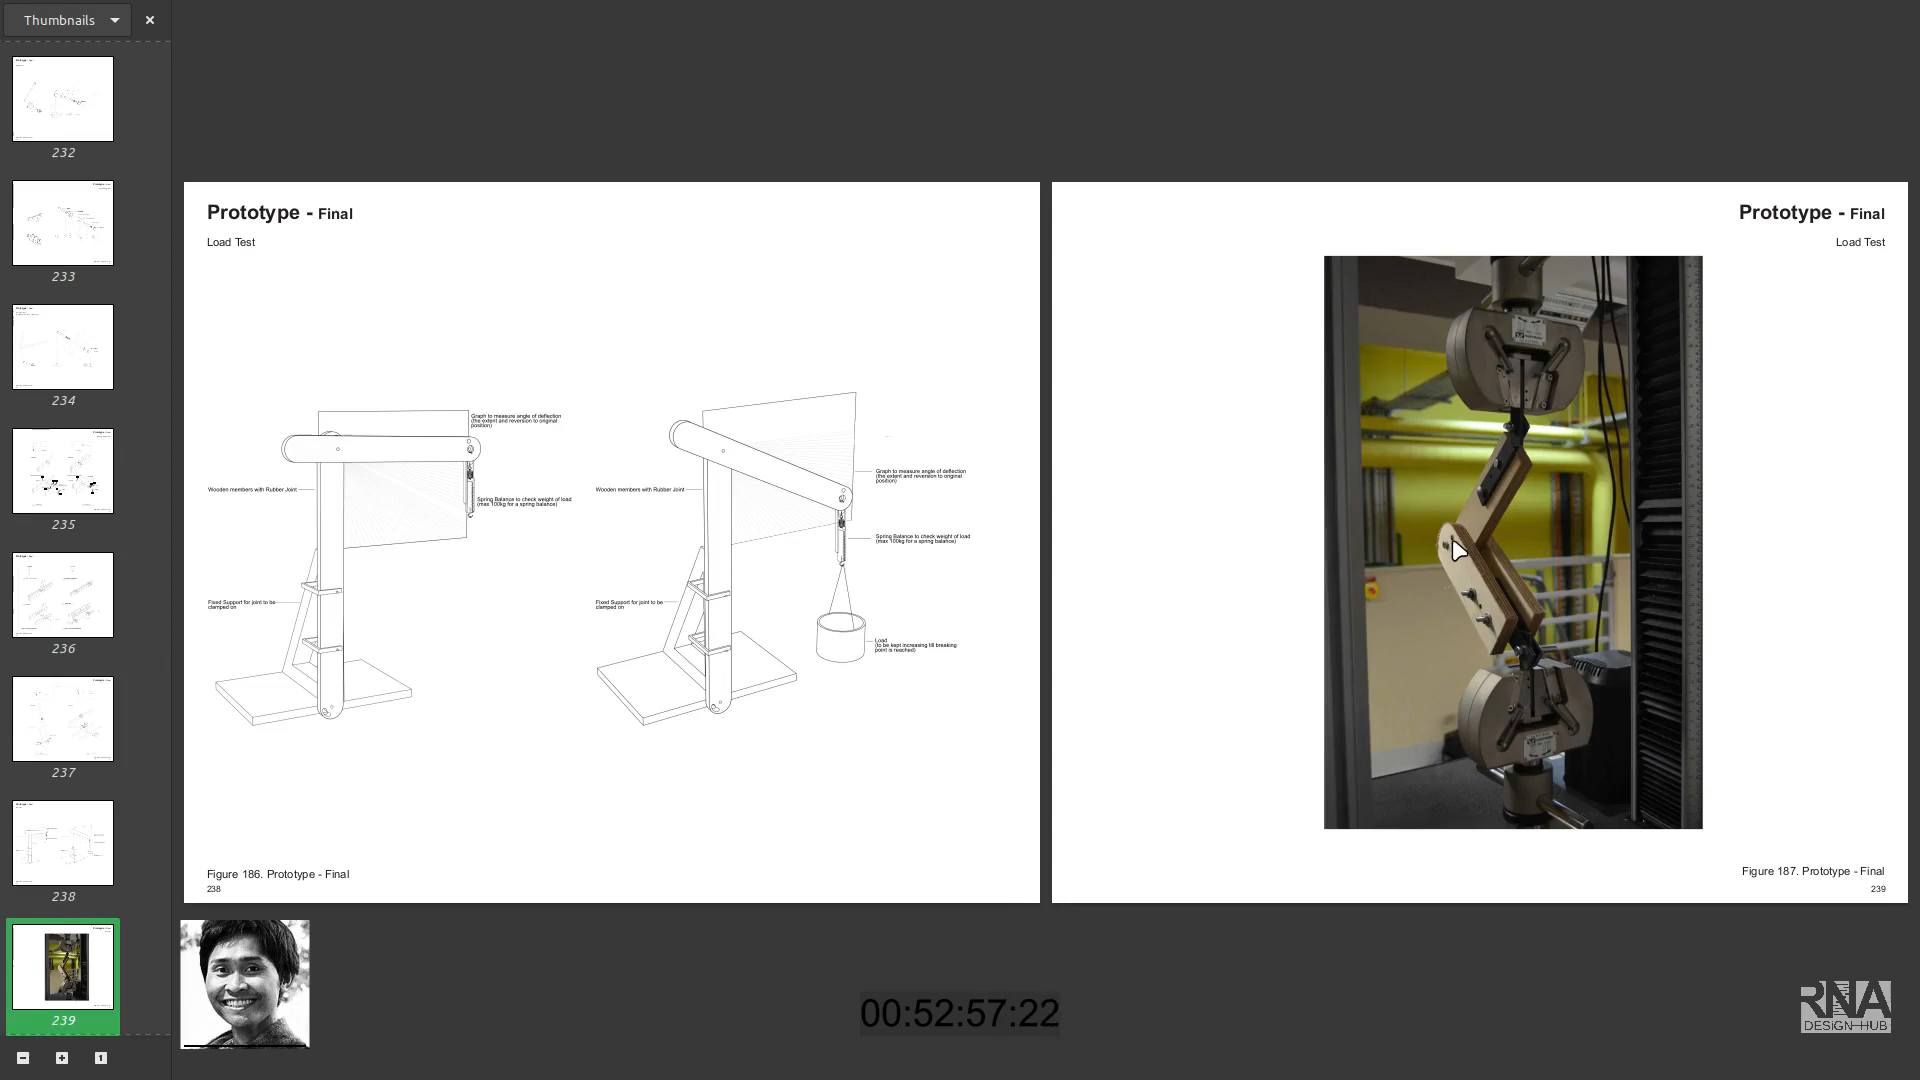 Thumbnails
232
233
234
235
236
237
238
239
Prototype - Final
Load Test
Graph to measure angle of deflection
(the extent and reversion to original
position)
Wooden members with Rubber Joint
Spring Balance to check weight of load
(max 100kg for a spring balance)
Fixed Support for joint to be
clamped on
Wooden members with Rubber Joint
Graph to measure angle of deflection
(the extent and reversion to original
position)
Spring Balance to check weight of load
(max 100kg for a spring balance)
Fixed Support for joint to be
clamped on
Load
(to be kept increasing till breaking
point is reached)
Figure 186. Prototype - Final
238
Prototype - Final
Load Test
Figure 187. Prototype - Final
239
00:52:57:22
RNA
DESIGN-HUB
1